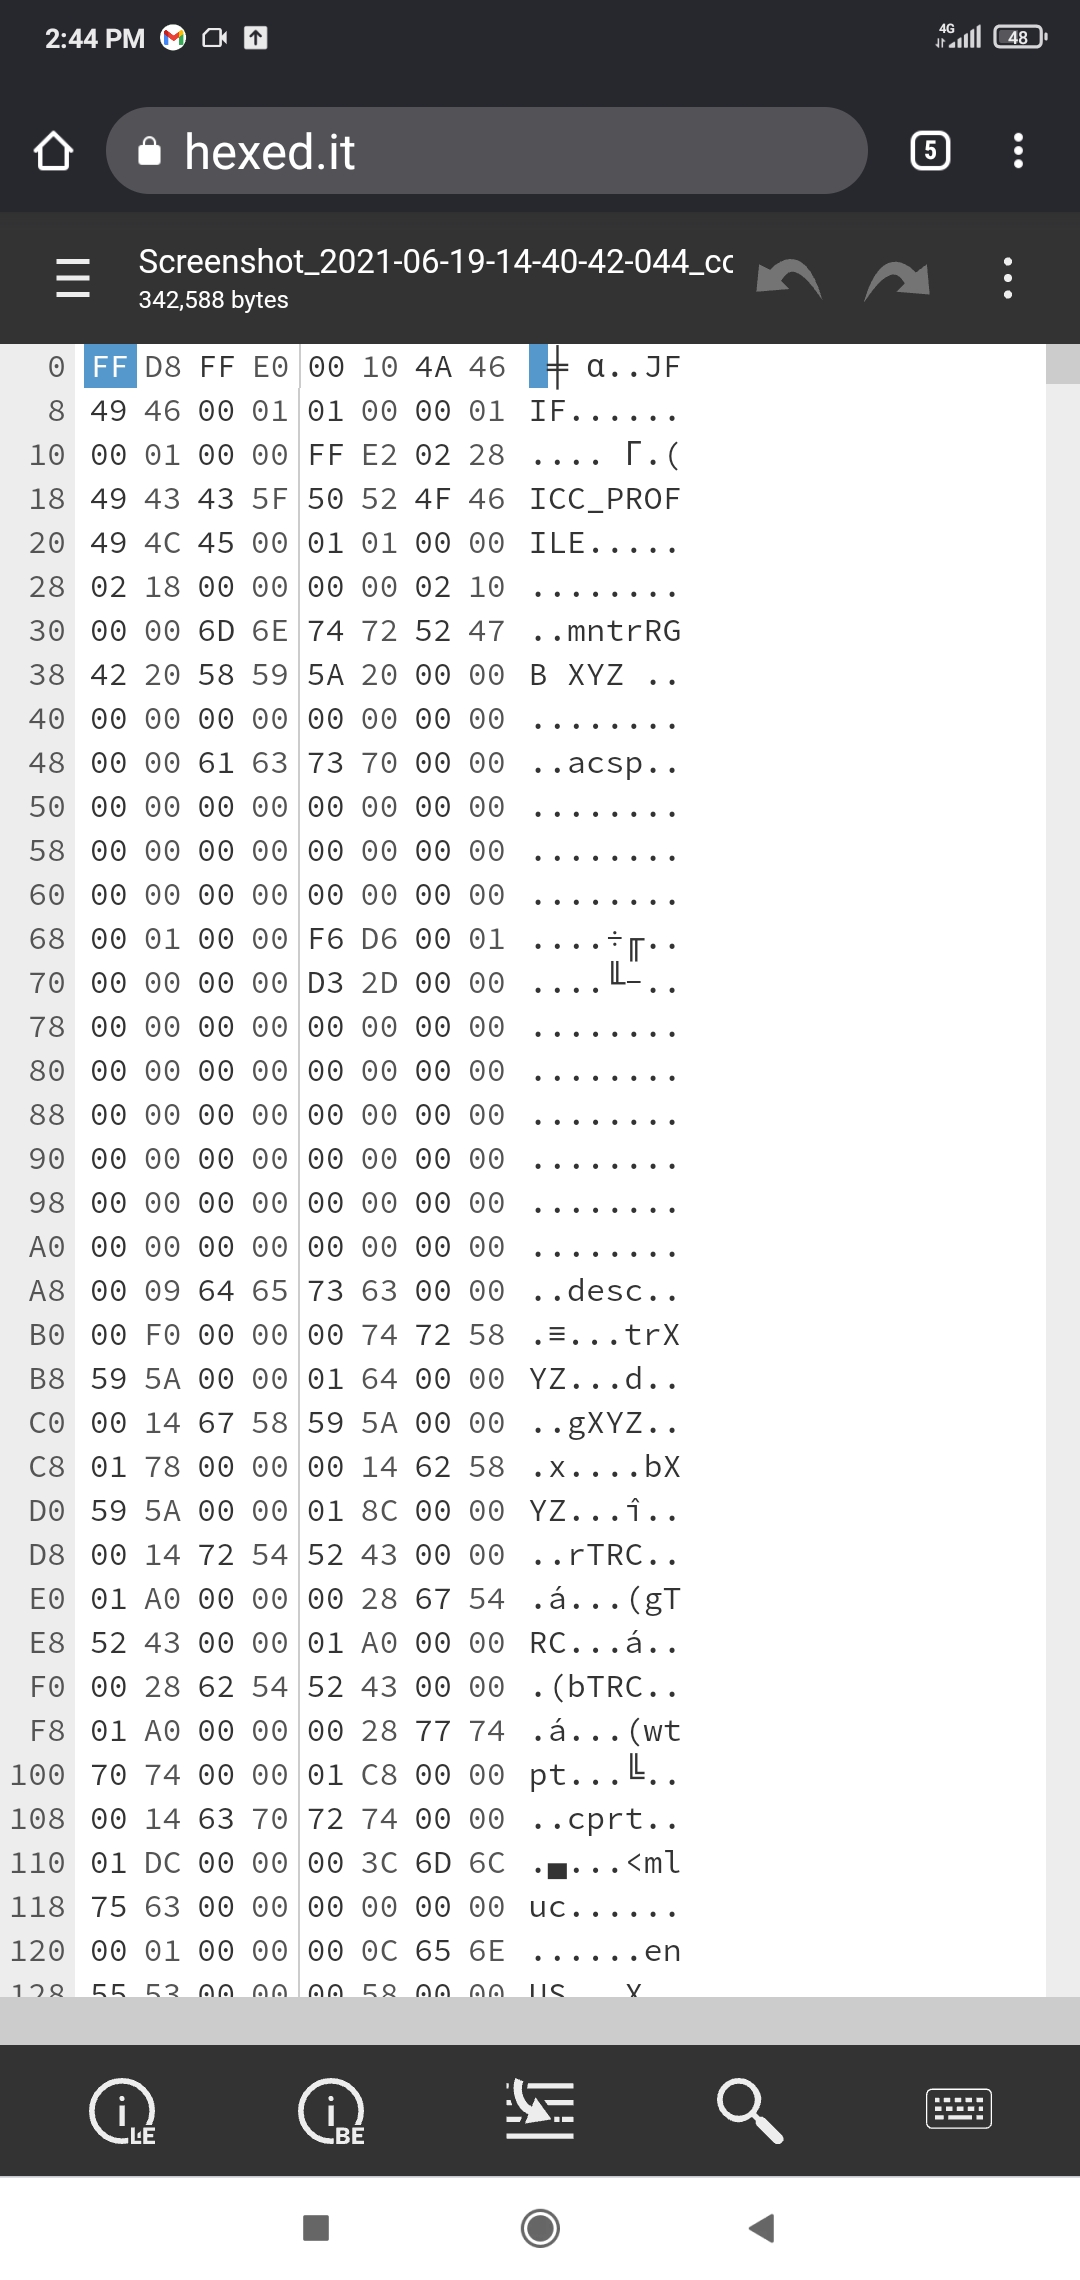 2:44 PM 4G 48
hexed.it 5
Screenshot_2021-06-19-14-40-42-044_cc
342,588 bytes
0 FF D8 FF E0 00 10 4A 46 ╪ α..JF
8 49 46 00 01 01 00 00 01 IF......
10 00 01 00 00 FF E2 02 28 .... Γ.(
18 49 43 43 5F 50 52 4F 46 ICC_PROF
20 49 4C 45 00 01 01 00 00 ILE.....
28 02 18 00 00 00 00 02 10 ........
30 00 00 6D 6E 74 72 52 47 ..mntrRG
38 42 20 58 59 5A 20 00 00 B XYZ ..
40 00 00 00 00 00 00 00 00 ........
48 00 00 61 63 73 70 00 00 ..acsp..
50 00 00 00 00 00 00 00 00 ........
58 00 00 00 00 00 00 00 00 ........
60 00 00 00 00 00 00 00 00 ........
68 00 01 00 00 F6 D6 00 01 ....÷╓..
70 00 00 00 00 D3 2D 00 00 ....╙-..
78 00 00 00 00 00 00 00 00 ........
80 00 00 00 00 00 00 00 00 ........
88 00 00 00 00 00 00 00 00 ........
90 00 00 00 00 00 00 00 00 ........
98 00 00 00 00 00 00 00 00 ........
A0 00 00 00 00 00 00 00 00 ........
A8 00 09 64 65 73 63 00 00 ..desc..
B0 00 F0 00 00 00 74 72 58 .≡...trX
B8 59 5A 00 00 01 64 00 00 YZ...d..
C0 00 14 67 58 59 5A 00 00 ..gXYZ..
C8 01 78 00 00 00 14 62 58 .x....bX
D0 59 5A 00 00 01 8C 00 00 YZ...î..
D8 00 14 72 54 52 43 00 00 ..rTRC..
E0 01 A0 00 00 00 28 67 54 .á...(gT
E8 52 43 00 00 01 A0 00 00 RC...á..
F0 00 28 62 54 52 43 00 00 .(bTRC..
F8 01 A0 00 00 00 28 77 74 .á...(wt
100 70 74 00 00 01 C8 00 00 pt...╚..
108 00 14 63 70 72 74 00 00 ..cprt..
110 01 DC 00 00 00 3C 6D 6C .▄...<ml
118 75 63 00 00 00 00 00 00 uc......
120 00 01 00 00 00 0C 65 6E ......en
128 55 53 00 00 00 58 00 00 US...X..
i LE i BE